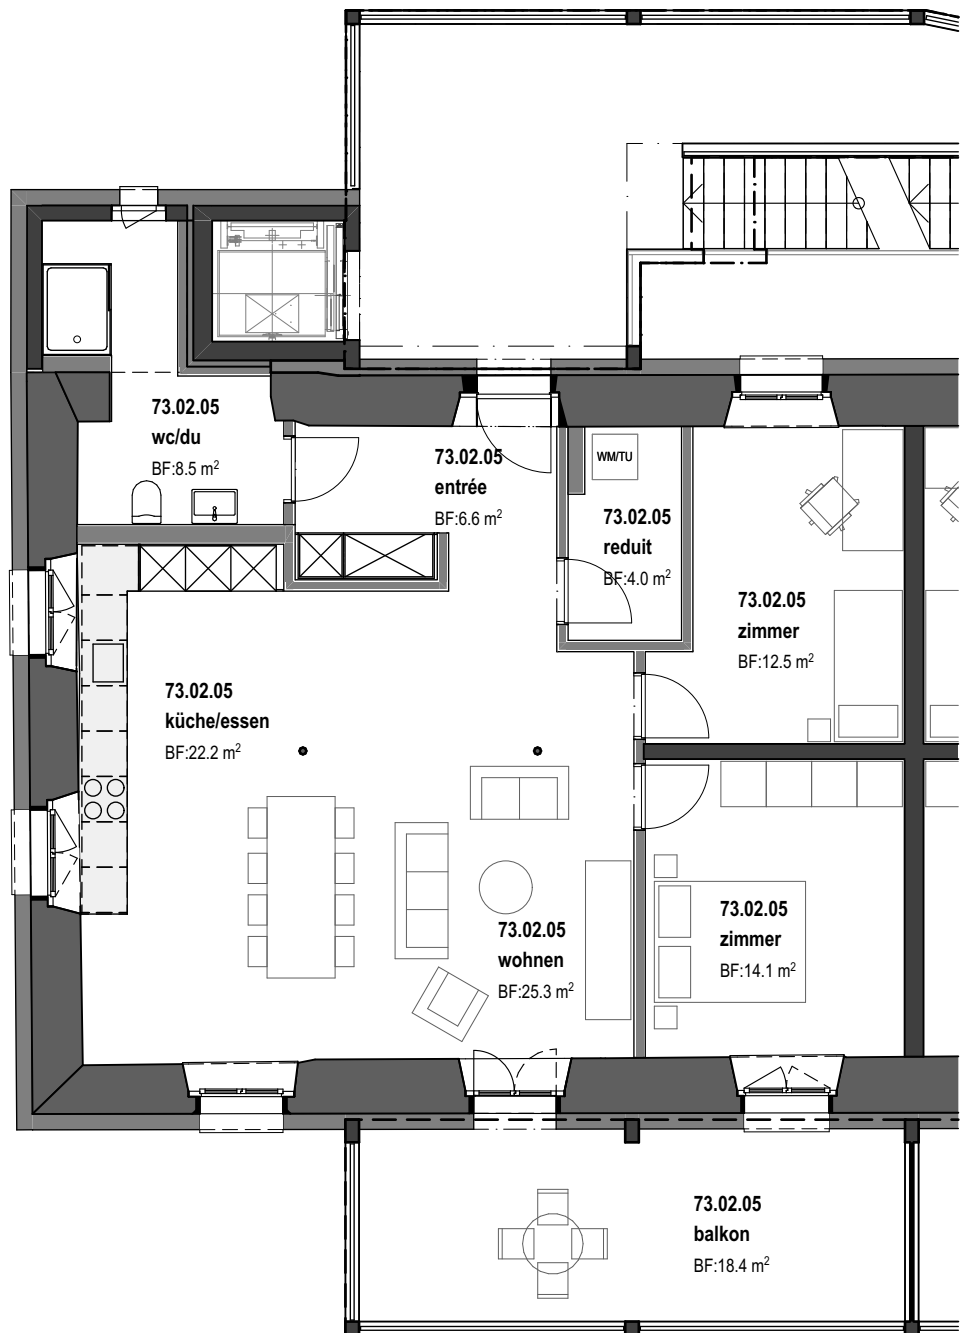 73.02.05
wc/du
BF:8.5 m²
73.02.05
entrée
BF:6.6 m²
WM/TU
73.02.05
reduit
BF:4.0 m²
73.02.05
zimmer
BF:12.5 m²
73.02.05
küche/essen
BF:22.2 m²
73.02.05
wohnen
BF:25.3 m²
73.02.05
zimmer
BF:14.1 m²
73.02.05
balkon
BF:18.4 m²